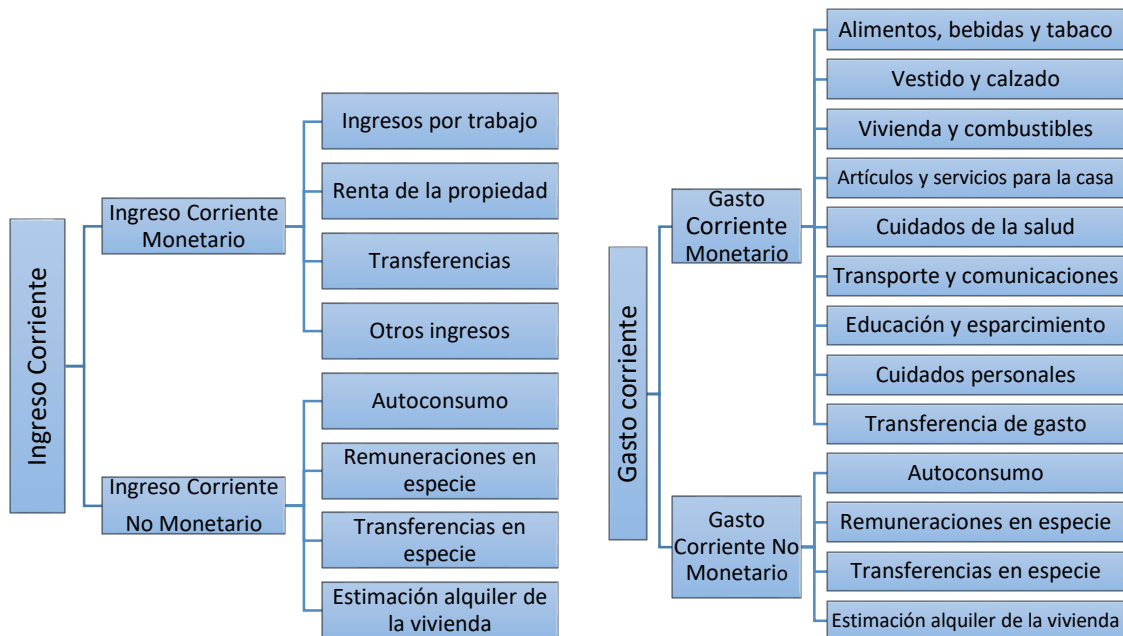 Ingreso Corriente
Ingreso Corriente
Monetario
Ingresos por trabajo
Renta de la propiedad
Transferencias
Otros ingresos
Ingreso Corriente
No Monetario
Autoconsumo
Remuneraciones en
especie
Transferencias en
especie
Estimación alquiler de
la vivienda
Gasto corriente
Gasto
Corriente
Monetario
Alimentos, bebidas y tabaco
Vestido y calzado
Vivienda y combustibles
Artículos y servicios para la casa
Cuidados de la salud
Transporte y comunicaciones
Educación y esparcimiento
Cuidados personales
Transferencia de gasto
Gasto
Corriente No
Monetario
Autoconsumo
Remuneraciones en especie
Transferencias en especie
Estimación alquiler de la vivienda